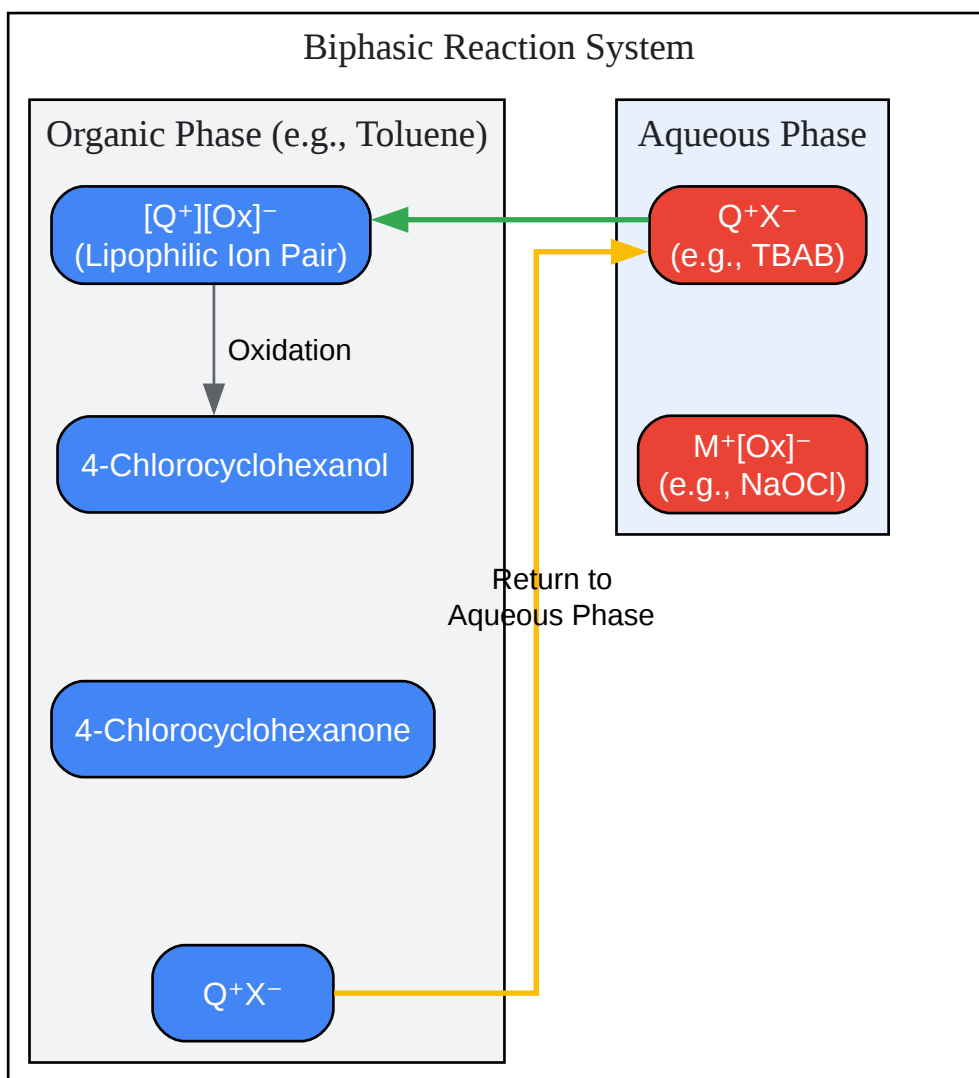 Biphasic Reaction System
Organic Phase (e.g., Toluene)
Aqueous Phase
[Q⁺][Ox]⁻
(Lipophilic Ion Pair)
Q⁺X⁻
(e.g., TBAB)
Oxidation
4-Chlorocyclohexanol
M⁺[Ox]⁻
(e.g., NaOCl)
Return to
Aqueous Phase
4-Chlorocyclohexanone
Q⁺X⁻